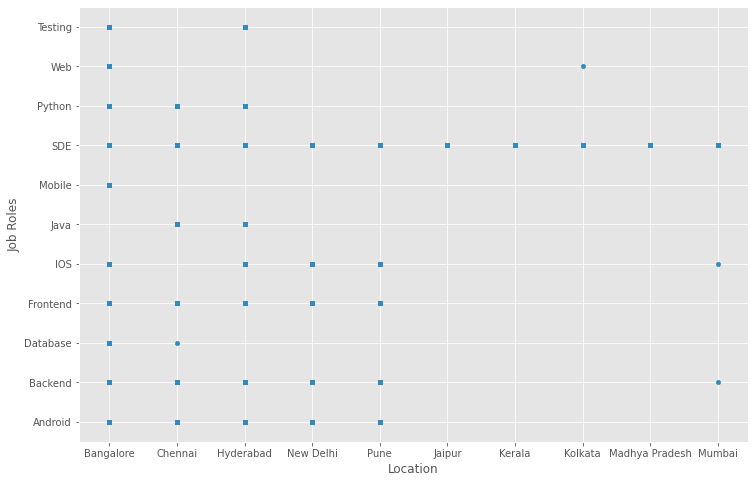 Testing
Web
Python
SDE
Mobile
Java
IOS
Frontend
Database
Backend
Android
Job Roles
Bangalore Chennai Hyderabad New Delhi Pune Jaipur Kerala Kolkata Madhya Pradesh Mumbai
Location